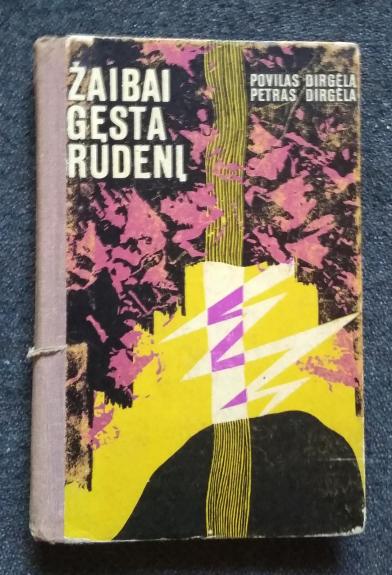 ŽAIBAI
GĘSTA
RUDENĮ
POVILAS DIRGĖLA
PETRAS DIRGĖLA